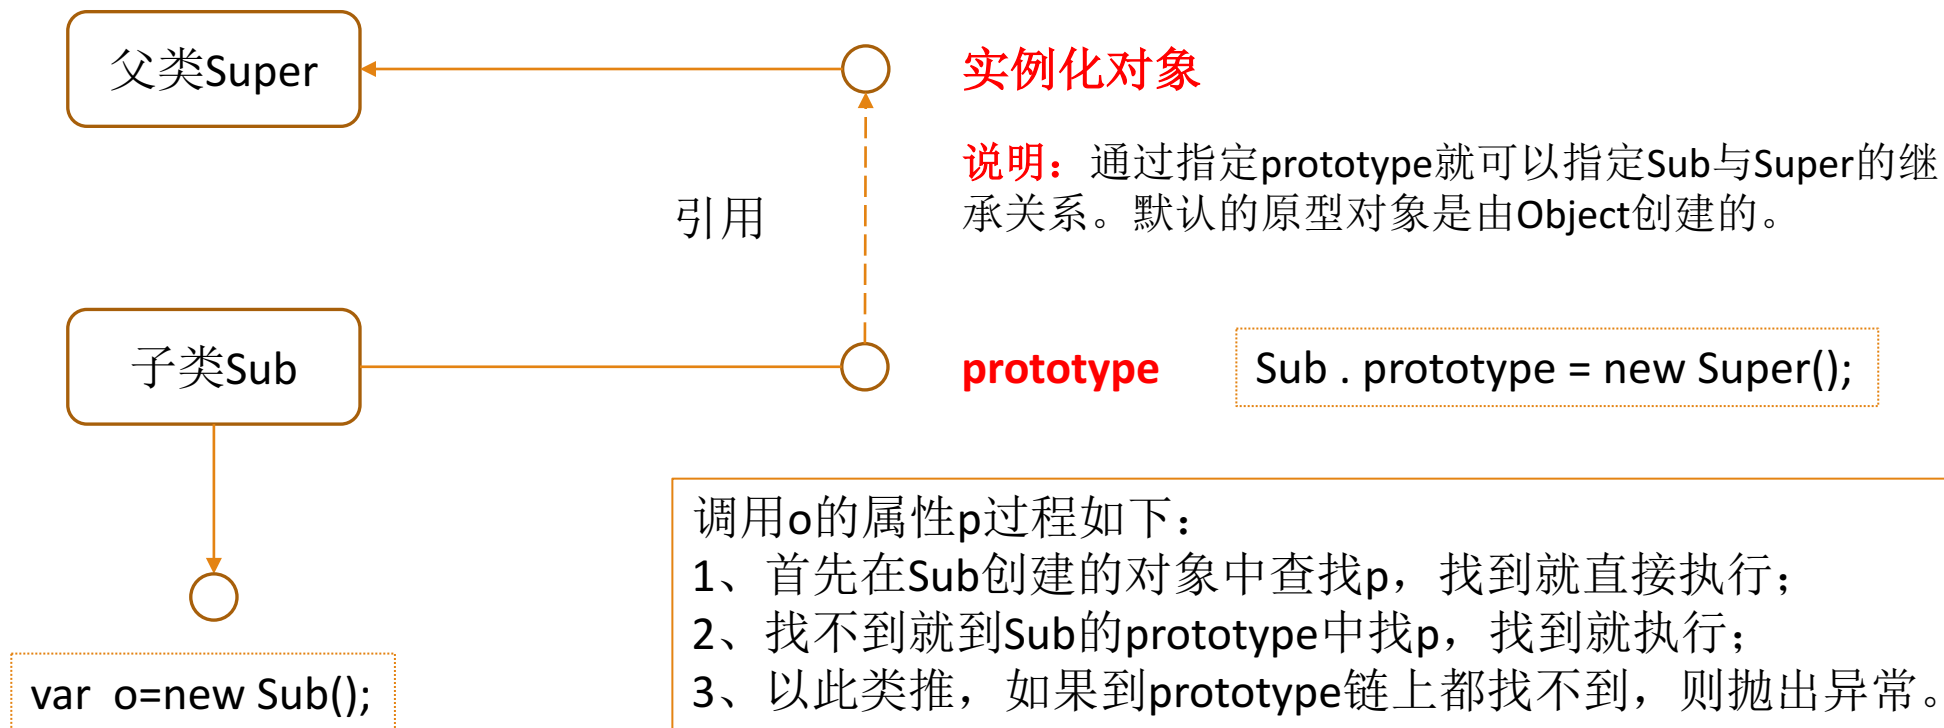 父类Super
实例化对象
说明：通过指定prototype就可以指定Sub与Super的继
承关系。默认的原型对象是由Object创建的。
引用
子类Sub
prototype
Sub . prototype = new Super();
调用o的属性p过程如下：
1、首先在Sub创建的对象中查找p，找到就直接执行；
2、找不到就到Sub的prototype中找p，找到就执行；
3、以此类推，如果到prototype链上都找不到，则抛出异常。
var o=new Sub();